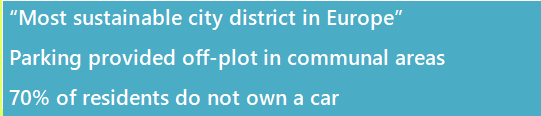 “Most sustainable city district in Europe”
Parking provided off-plot in communal areas
70% of residents do not own a car